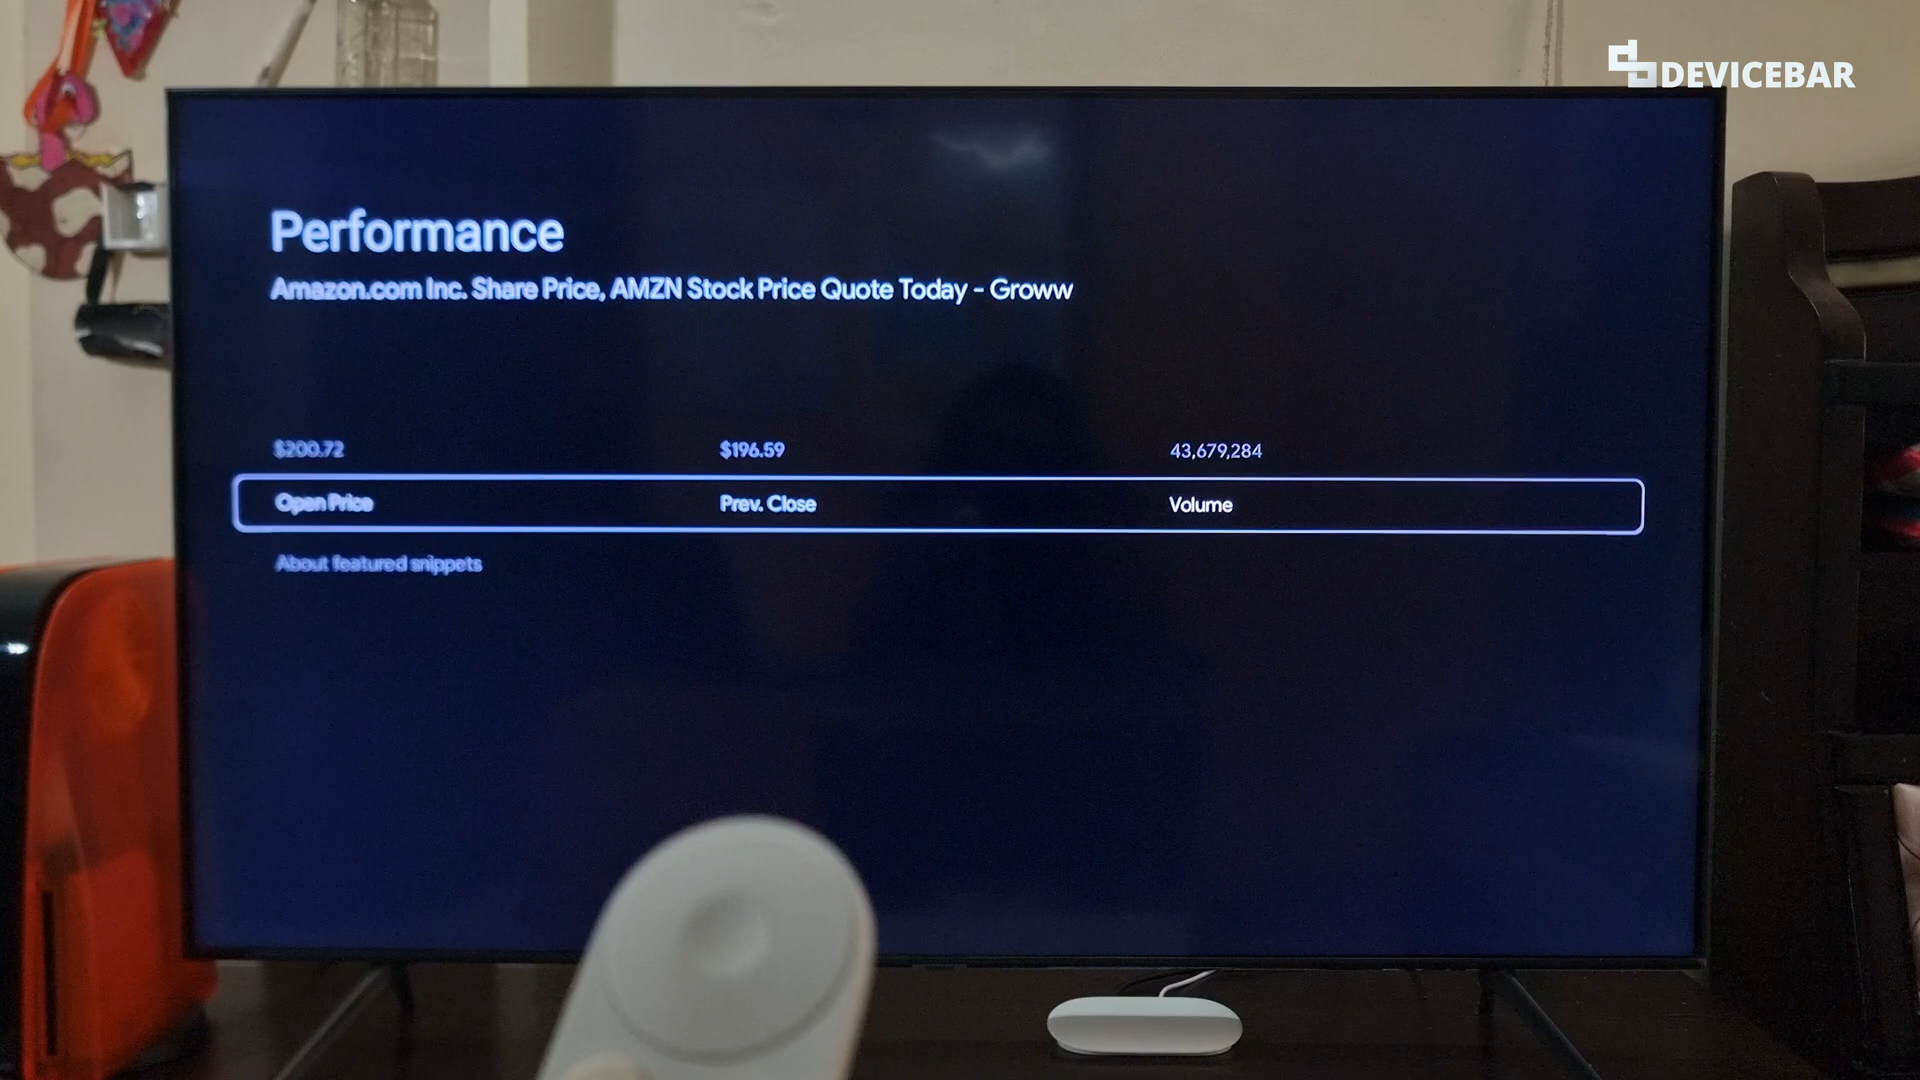 DEVICEBAR
Performance
Amazon.com Inc. Share Price, AMZN Stock Price Quote Today - Groww
$200.72 $196.59 43,679,284
Open Price Prev. Close Volume
About featured snippets